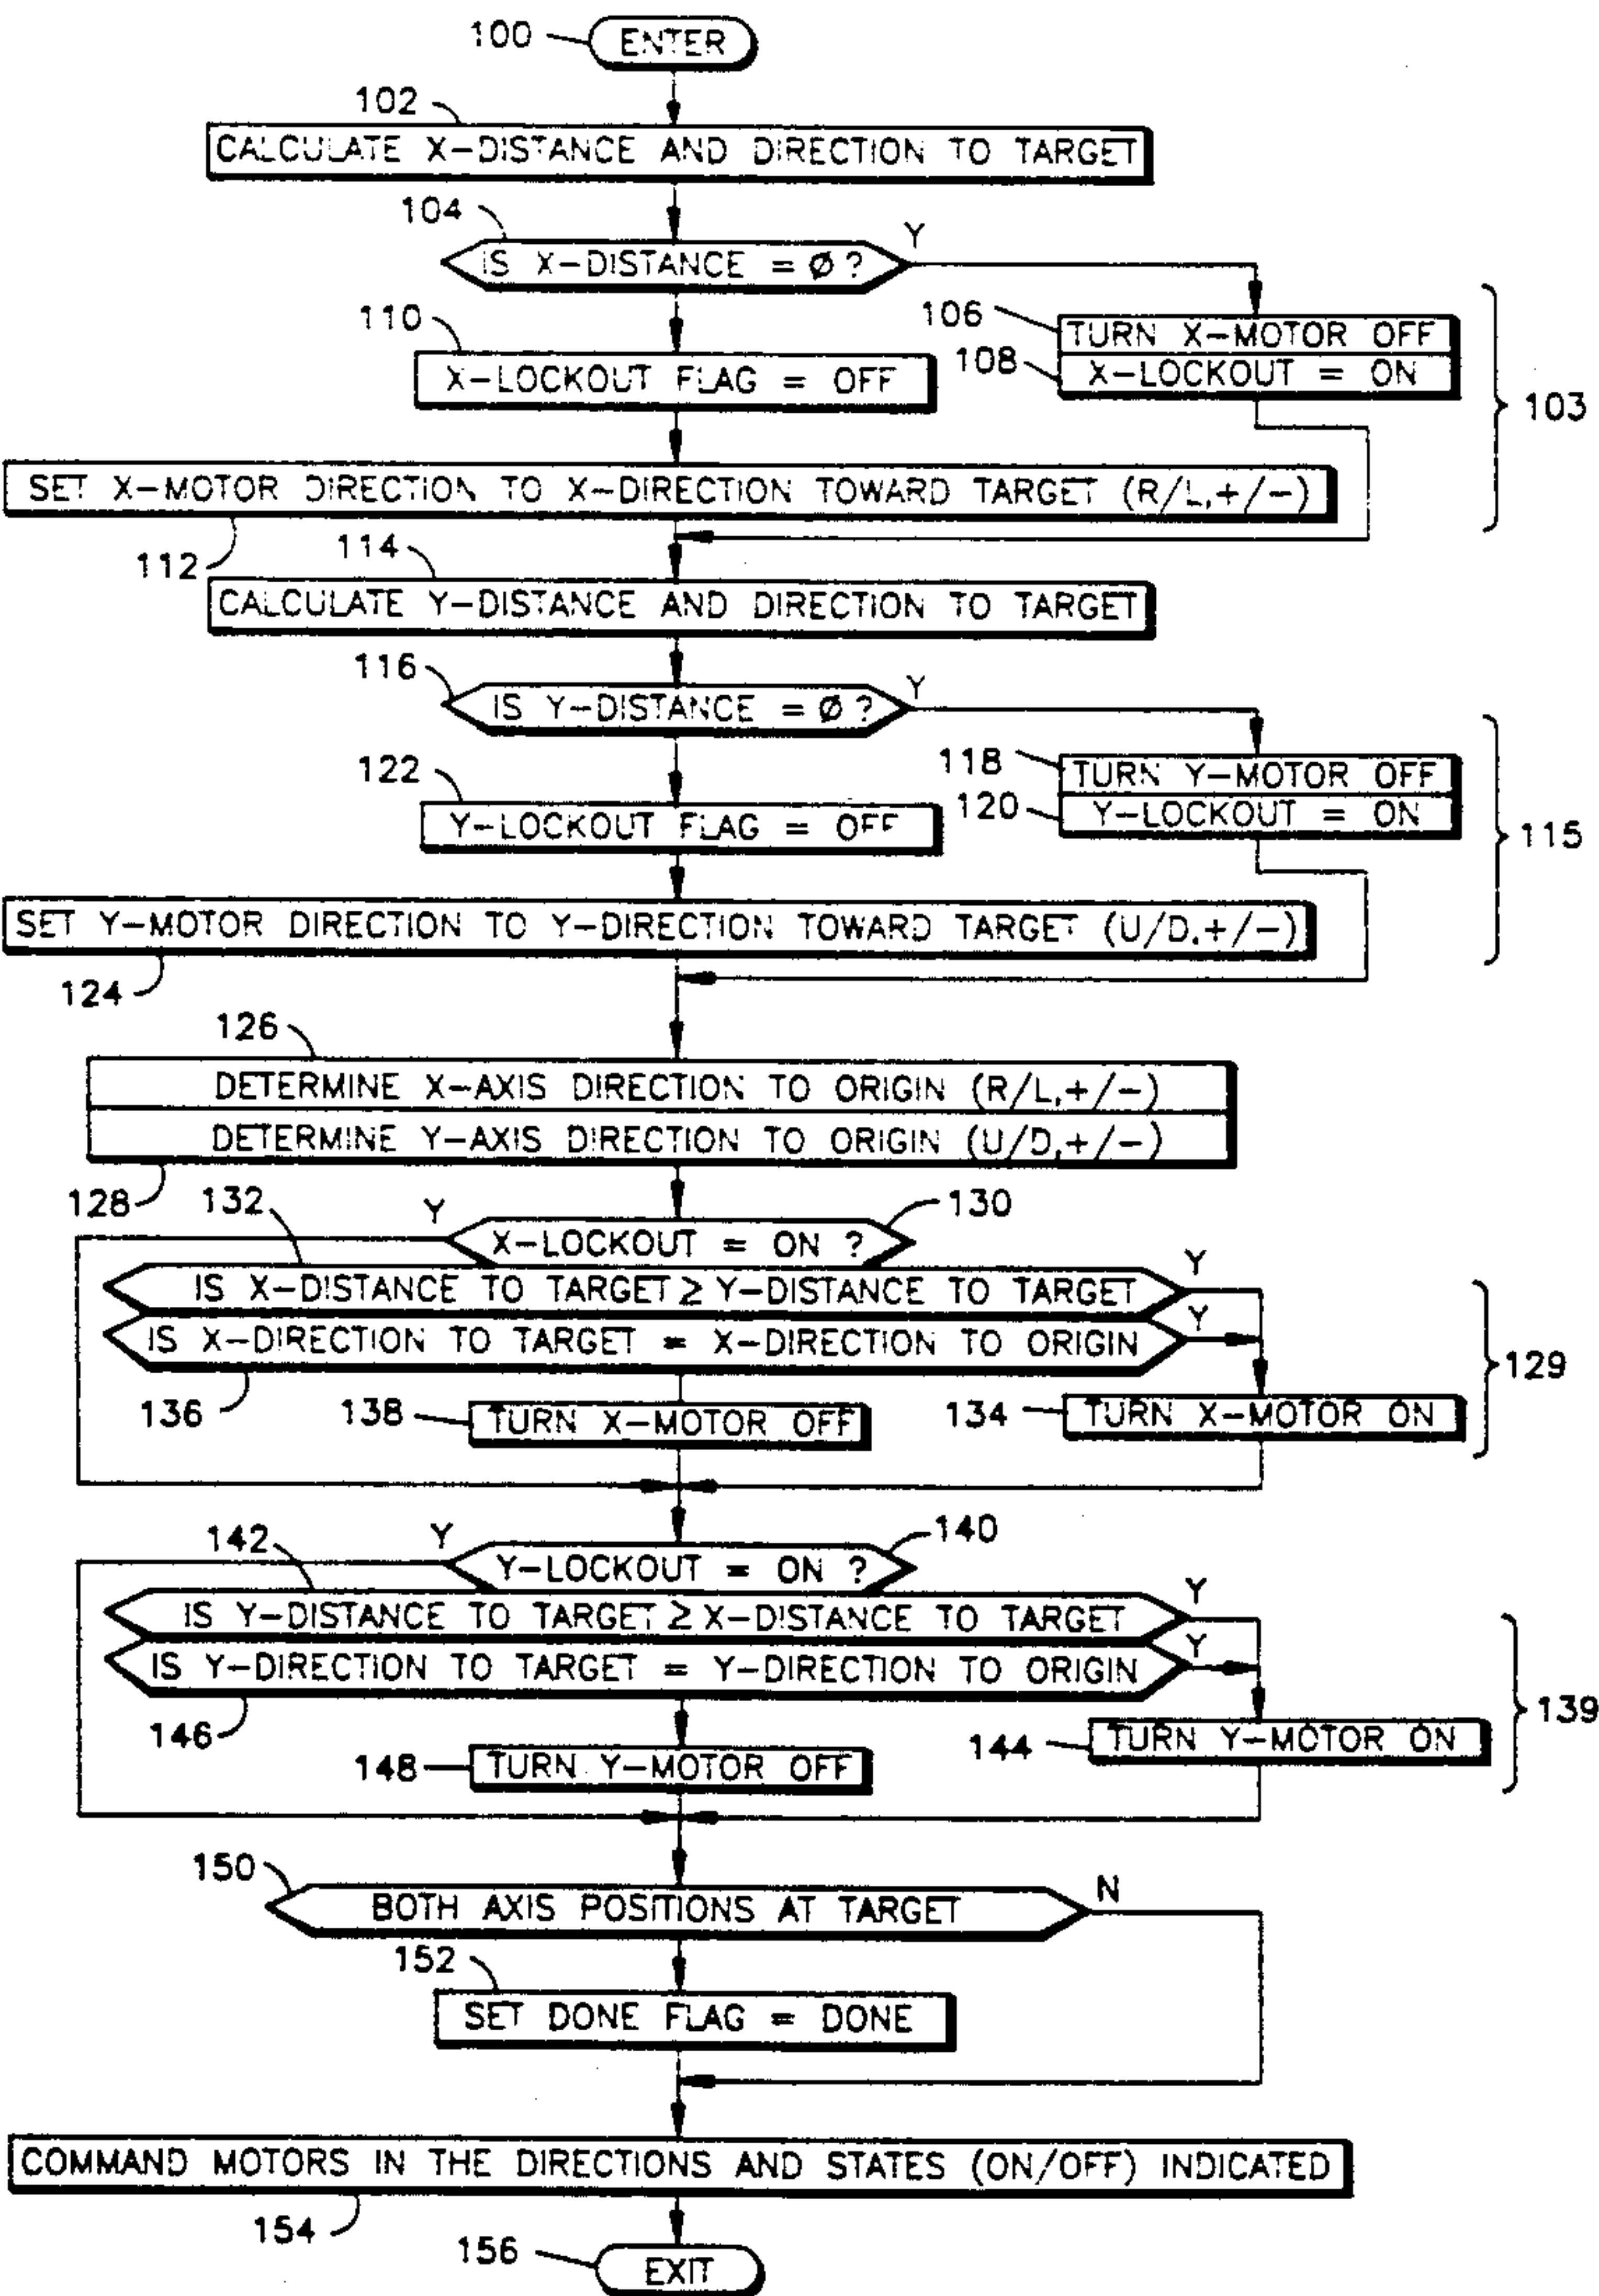 100
ENTER
102
CALCULATE X-DISTANCE AND DIRECTION TO TARGET
104
IS X-DISTANCE = Ø ?
Y
110
X-LOCKOUT FLAG = OFF
106
TURN X-MOTOR OFF
108
X-LOCKOUT = ON
103
SET X-MOTOR DIRECTION TO X-DIRECTION TOWARD TARGET (R/L,+/-)
112
114
CALCULATE Y-DISTANCE AND DIRECTION TO TARGET
116
IS Y-DISTANCE = Ø ?
Y
122
Y-LOCKOUT FLAG = OFF
118
TURN Y-MOTOR OFF
120
Y-LOCKOUT = ON
115
SET Y-MOTOR DIRECTION TO Y-DIRECTION TOWARD TARGET (U/D,+/-)
124
126
DETERMINE X-AXIS DIRECTION TO ORIGIN (R/L,+/-)
DETERMINE Y-AXIS DIRECTION TO ORIGIN (U/D,+/-)
128
132
Y
X-LOCKOUT = ON ?
130
IS X-DISTANCE TO TARGET ≥ Y-DISTANCE TO TARGET
Y
IS X-DIRECTION TO TARGET = X-DIRECTION TO ORIGIN
Y
129
136
138
TURN X-MOTOR OFF
134
TURN X-MOTOR ON
142
Y
Y-LOCKOUT = ON ?
140
IS Y-DISTANCE TO TARGET ≥ X-DISTANCE TO TARGET
Y
IS Y-DIRECTION TO TARGET = Y-DIRECTION TO ORIGIN
Y
139
146
148
TURN Y-MOTOR OFF
144
TURN Y-MOTOR ON
150
BOTH AXIS POSITIONS AT TARGET
N
152
SET DONE FLAG = DONE
COMMAND MOTORS IN THE DIRECTIONS AND STATES (ON/OFF) INDICATED
154
156
EXIT